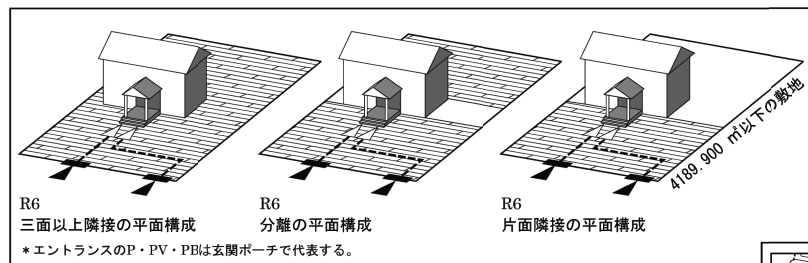 4189.900 ㎡以下の敷地
R6
三面以上隣接の平面構成
R6
分離の平面構成
R6
片面隣接の平面構成
＊エントランスのP・PV・PBは玄関ポーチで代表する。